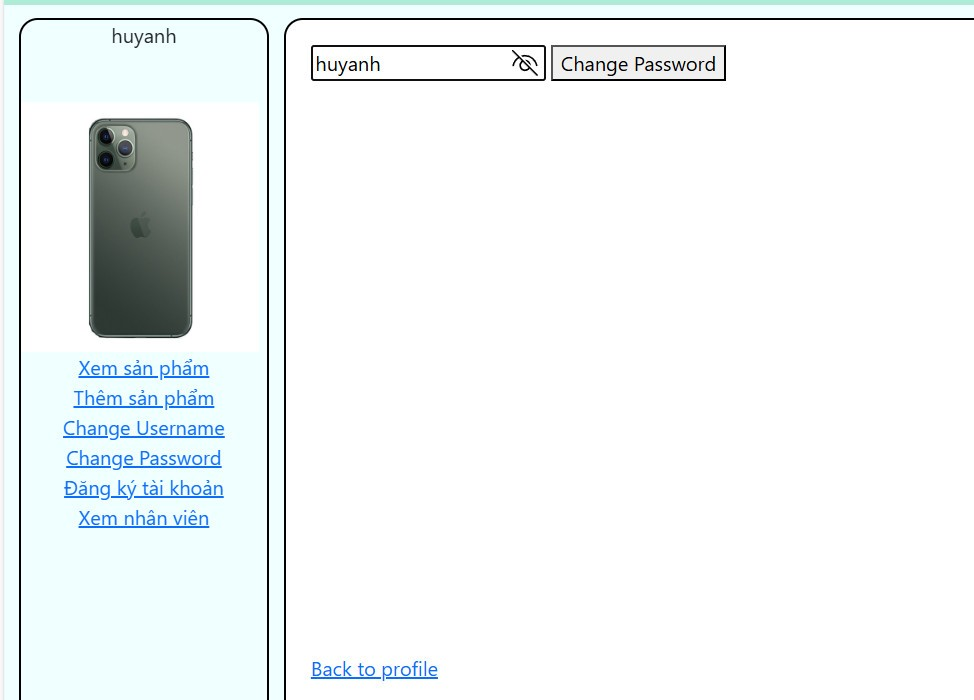 huyanh
huyanh Change Password
Xem sản phẩm
Thêm sản phẩm
Change Username
Change Password
Đăng ký tài khoản
Xem nhân viên
Back to profile